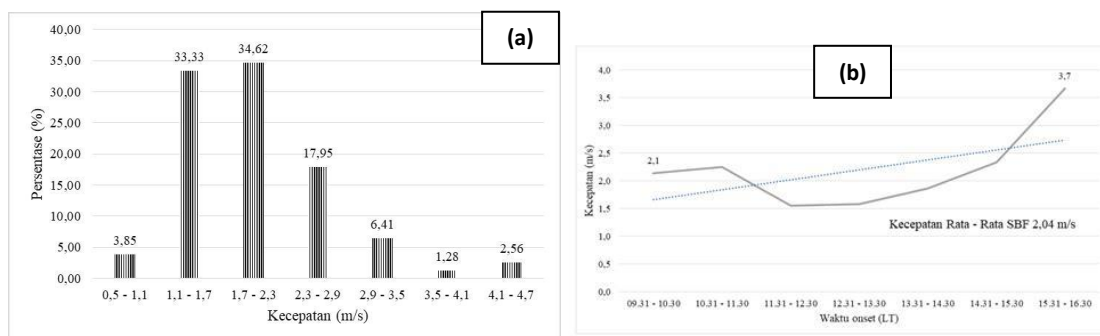 (a)
40,00
35,00
30,00
25,00
20,00
15,00
10,00
5,00
0,00
Persentase (%)
3,85
33,33
34,62
17,95
6,41
1,28
2,56
0,5 - 1,1
1,1 - 1,7
1,7 - 2,3
2,3 - 2,9
2,9 - 3,5
3,5 - 4,1
4,1 - 4,7
Kecepatan (m/s)
(b)
4,0
3,5
3,0
2,5
2,0
1,5
1,0
0,5
0,0
Kecepatan (m/s)
2,1
3,7
Kecepatan Rata - Rata SBF 2,04 m/s
09.31 - 10.30
10.31 - 11.30
11.31 - 12.30
12.31 - 13.30
13.31 - 14.30
14.31 - 15.30
15.31 - 16.30
Waktu onset (LT)